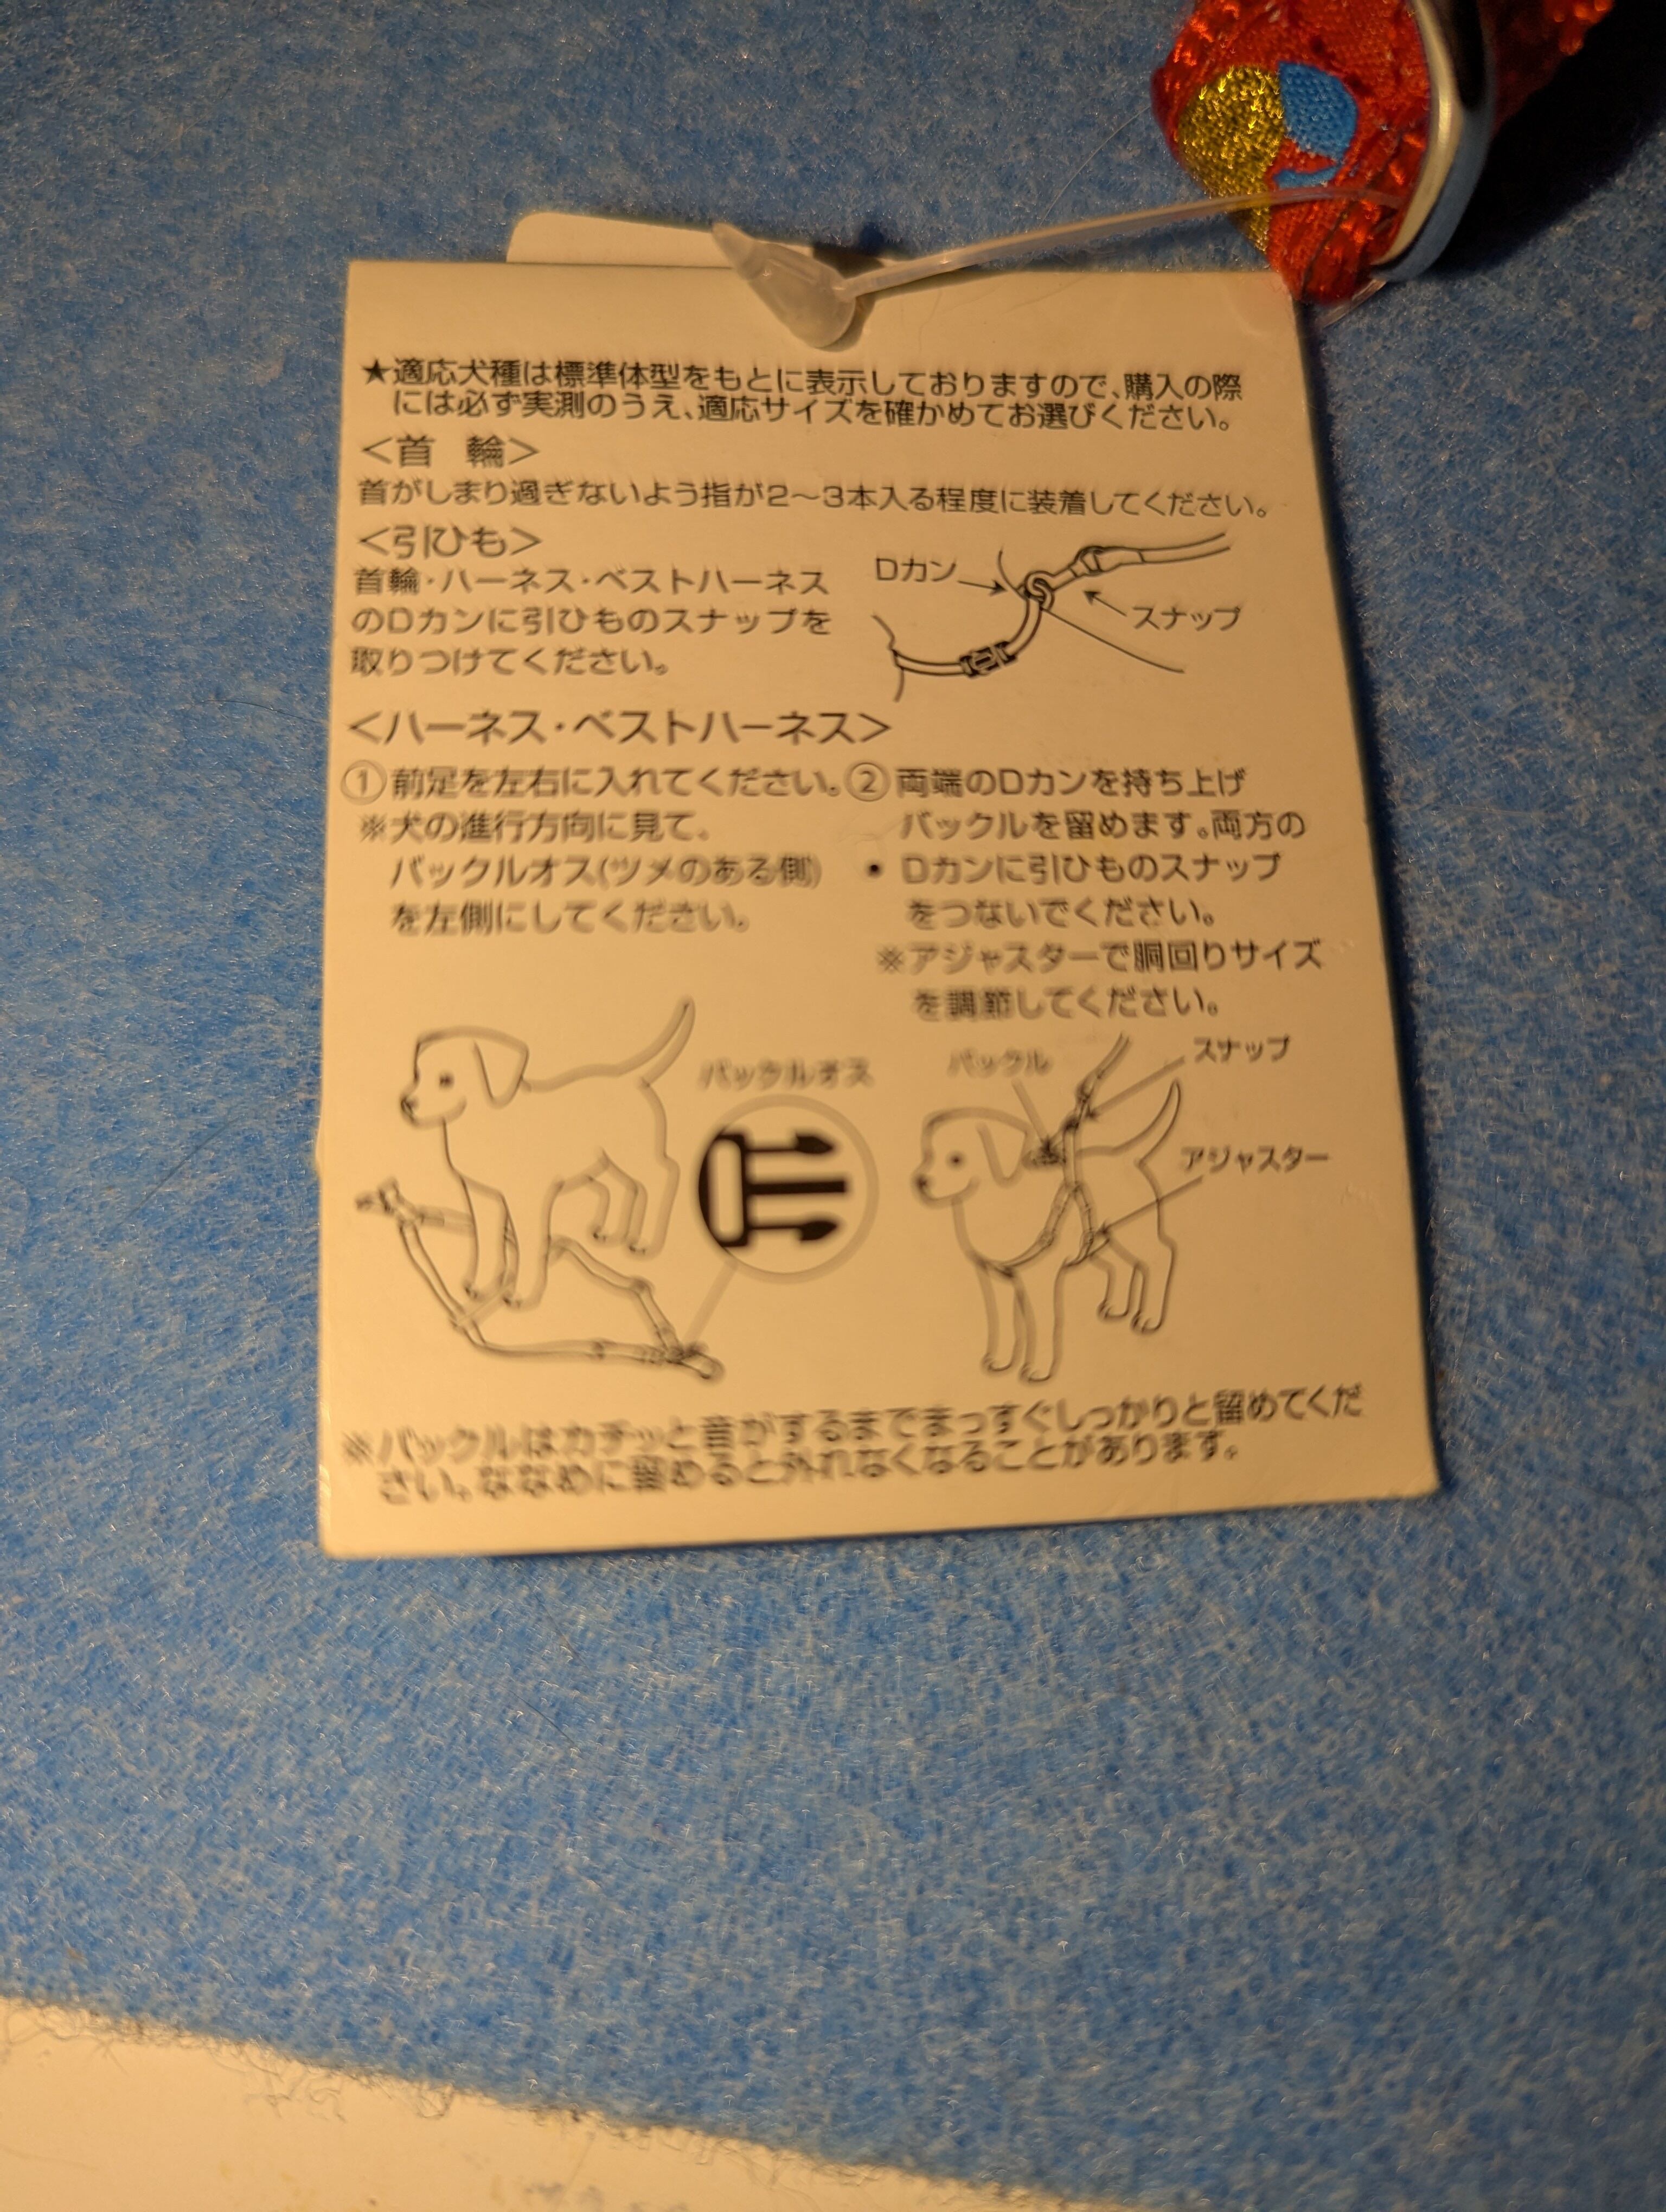 ★適応犬種は標準体型をもとに表示しておりますので、購入の際
には必ず実測のうえ、適応サイズを確かめてお選びください。
<首 輪>
首がしまり過ぎないよう指が2〜3本入る程度に装着してください。
<引ひも>
首輪・ハーネス・ベストハーネス
のDカンに引ひものスナップを
取りつけてください。
Dカン
スナップ
<ハーネス・ベストハーネス>
①前足を左右に入れてください。
※犬の進行方向に見て、
バックルオス(ツメのある側)
を左側にしてください。
②両端のDカンを持ち上げ
バックルを留めます。両方の
• Dカンに引ひものスナップ
をつないでください。
※アジャスターで胴回りサイズ
を調節してください。
バックルオス
バックル
スナップ
アジャスター
※バックルはカチッと音がするまでまっすぐしっかりと留めてくだ
さい。ななめに留めると外れなくなることがあります。